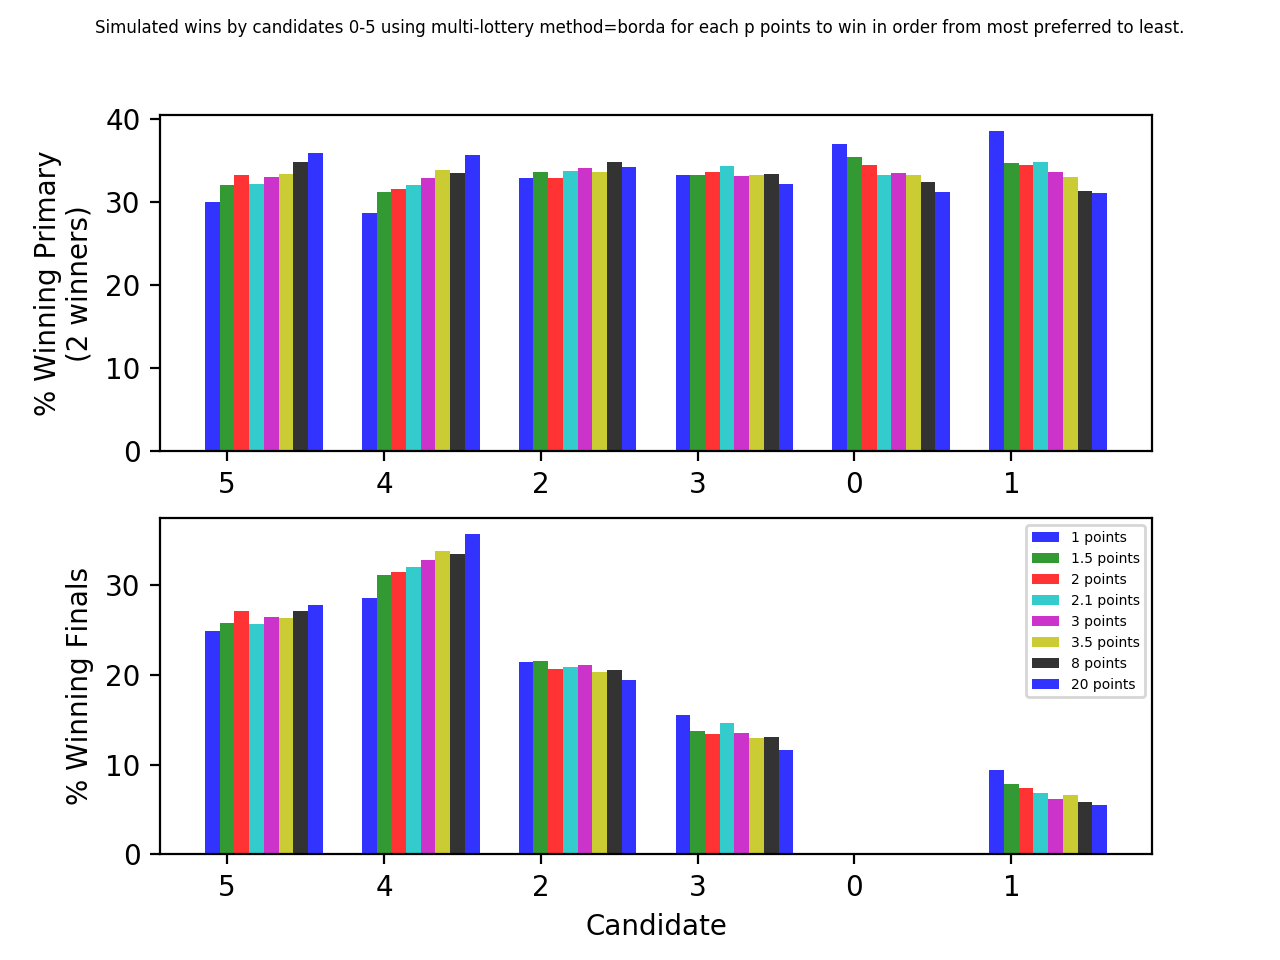 Simulated wins by candidates 0-5 using multi-lottery method=borda for each p points to win in order from most preferred to least.
% Winning Primary
(2 winners)
40
30
20
10
0
5 4 2 3 0 1
% Winning Finals
30
20
10
0
1 points
1.5 points
2 points
2.1 points
3 points
3.5 points
8 points
20 points
5 4 2 3 0 1
Candidate